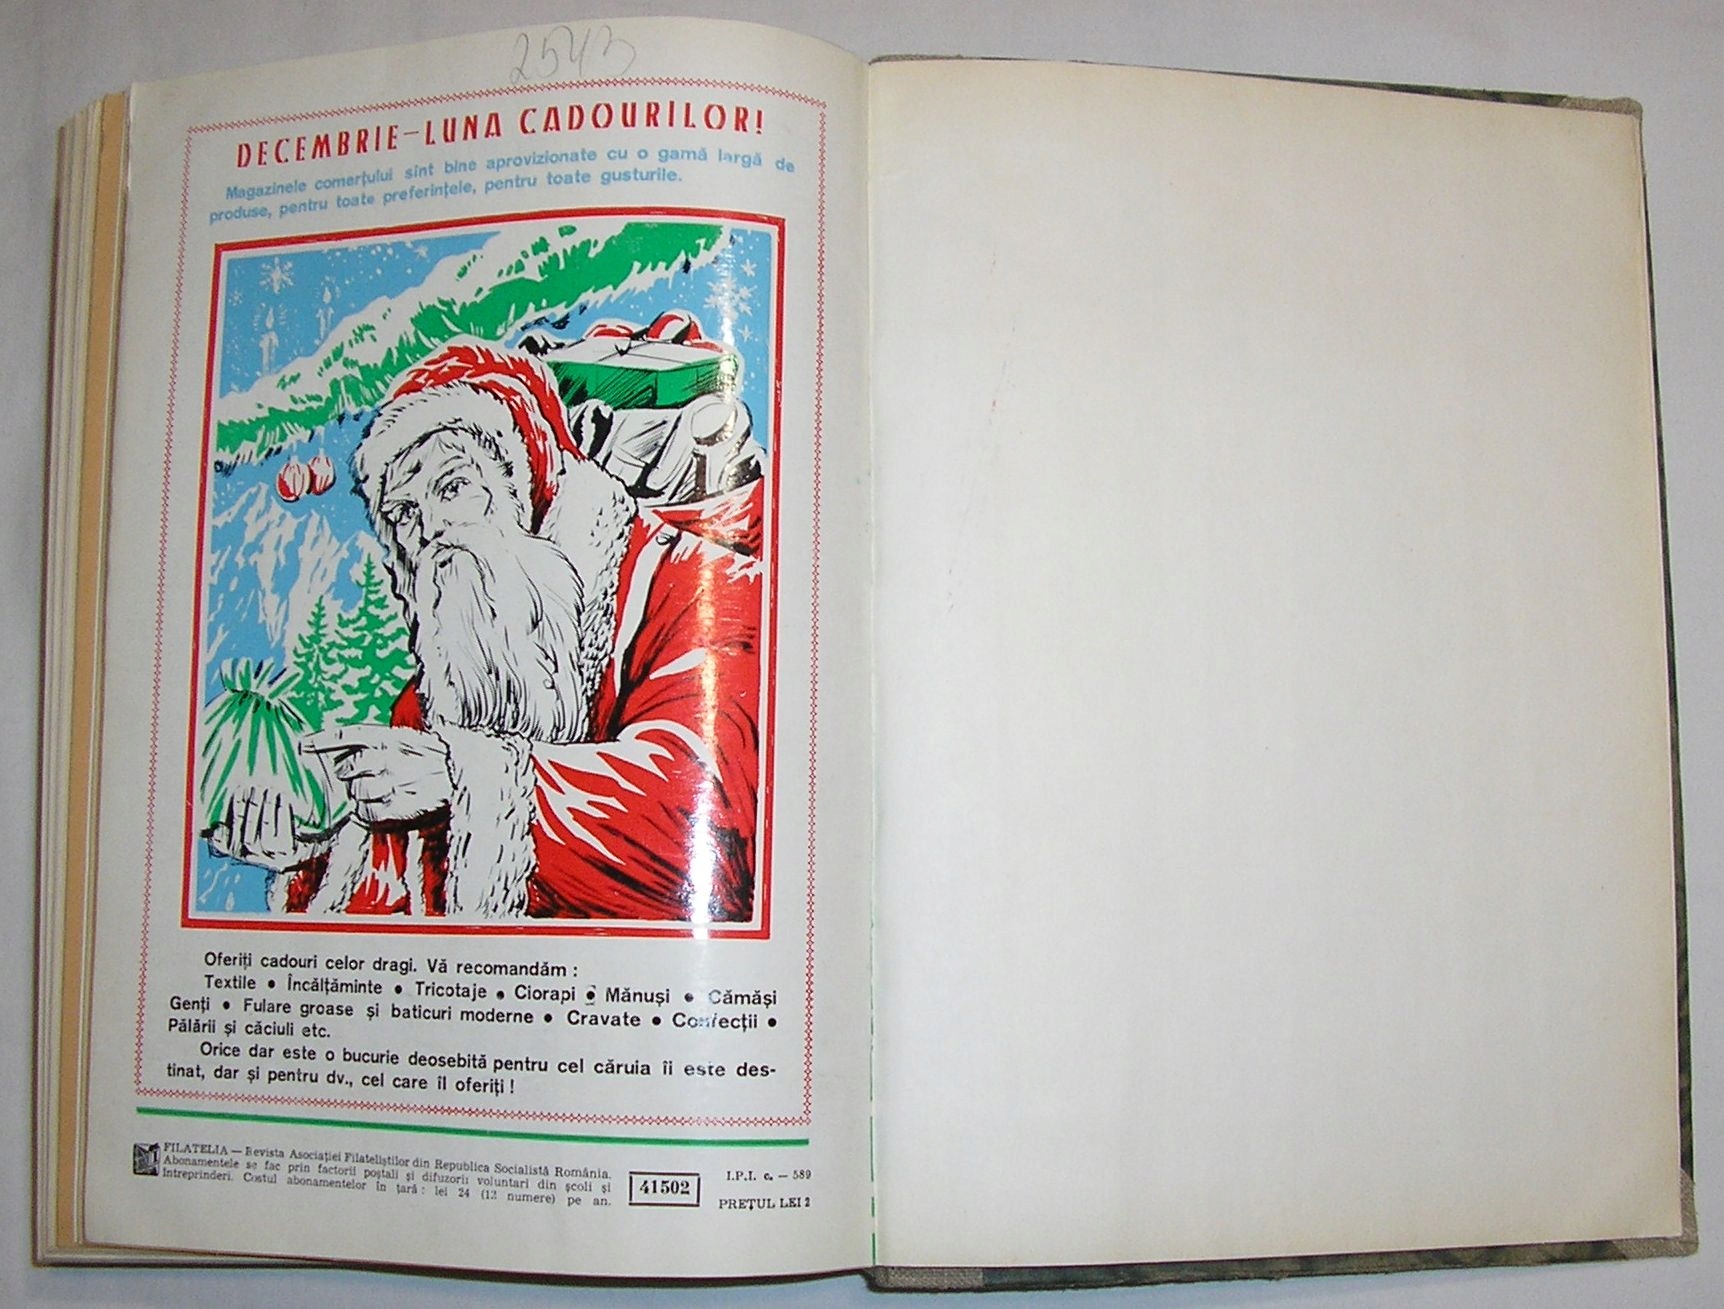 2543
DECEMBRIE–LUNA CADOURILOR!
Magazinele comerțului sînt bine aprovizionate cu o gamă largă de
produse, pentru toate preferințele, pentru toate gusturile.
Oferiți cadouri celor dragi. Vă recomandăm :
Textile • Încălțăminte • Tricotaje • Ciorapi • Mănuși • Cămăși
Genți • Fulare groase și baticuri moderne • Cravate • Confecții •
Pălării și căciuli etc.
Orice dar este o bucurie deosebită pentru cel căruia îi este des-
tinat, dar și pentru dv., cel care îl oferiți !
FILATELIA — Revista Asociației Filateliștilor din Republica Socialistă România.
Abonamentele se fac prin factorii poștali și difuzorii voluntari din școli și
întreprinderi. Costul abonamentelor în țară : lei 24 (12 numere) pe an.
41502
I.P.I. c. — 589
PREȚUL LEI 2